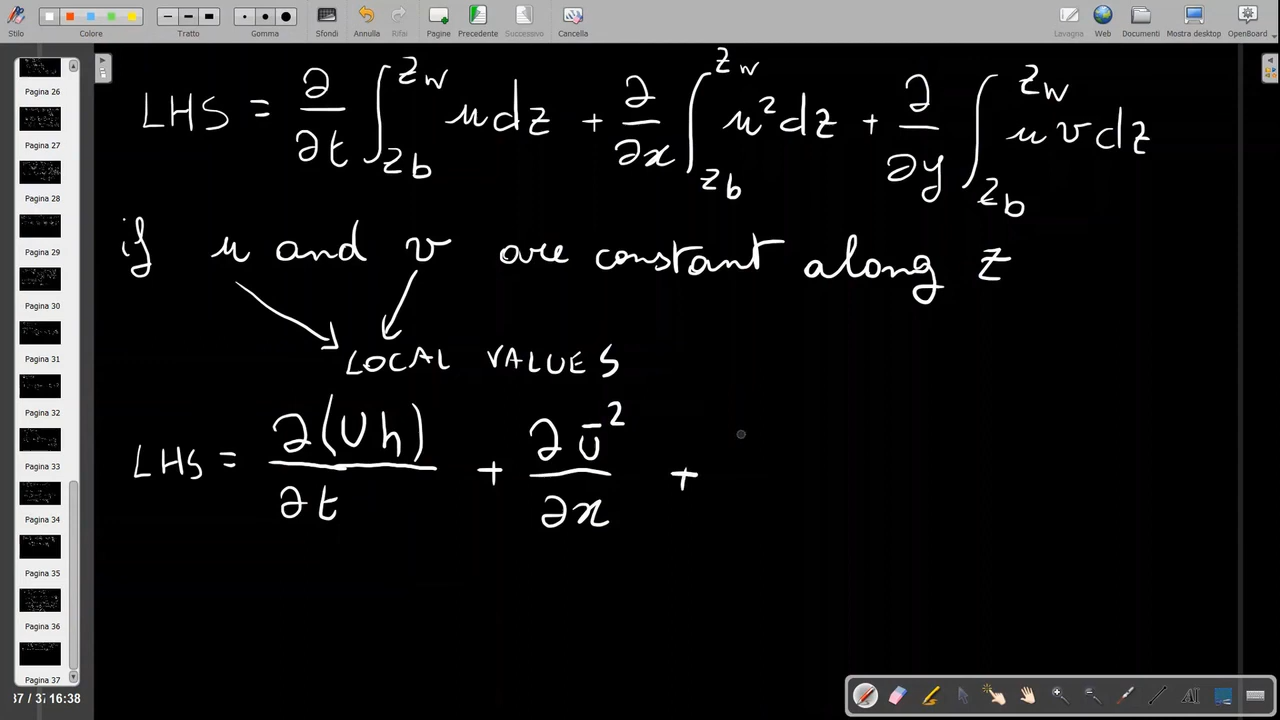 Stilo Colore Tratto Gomma Sfondi Annulla Rifai Pagine Precedente Successivo Cancella Lavagna Web Documenti Mostra desktop OpenBoard
Pagina 26
Pagina 27
Pagina 28
Pagina 29
Pagina 30
Pagina 31
Pagina 32
Pagina 33
Pagina 34
Pagina 35
Pagina 36
Pagina 37
16:38
LHS = ∂/∂t ∫_{zb}^{zw} u dz + ∂/∂x ∫_{zb}^{zw} u² dz + ∂/∂y ∫_{zb}^{zw} u v dz
if u and v are constant along z
LOCAL VALUES
LHS = ∂(Uh)/∂t + ∂Ū²/∂x +